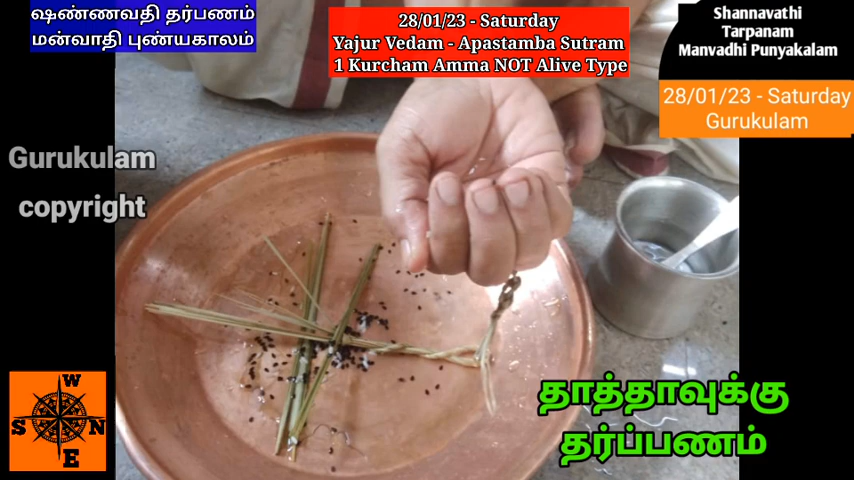 ஷண்ணவதி தர்பணம்
மன்வாதி புண்யகாலம்
28/01/23 - Saturday
Yajur Vedam - Apastamba Sutram
1 Kurcham Amma NOT Alive Type
Shannavathi
Tarpanam
Manvadhi Punyakalam
28/01/23 - Saturday
Gurukulam
Gurukulam
copyright
W
S N
E
தாத்தாவுக்கு
தர்ப்பணம்